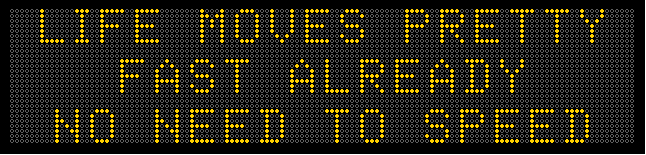 LIFE MOVES PRETTY
FAST ALREADY
NO NEED TO SPEED